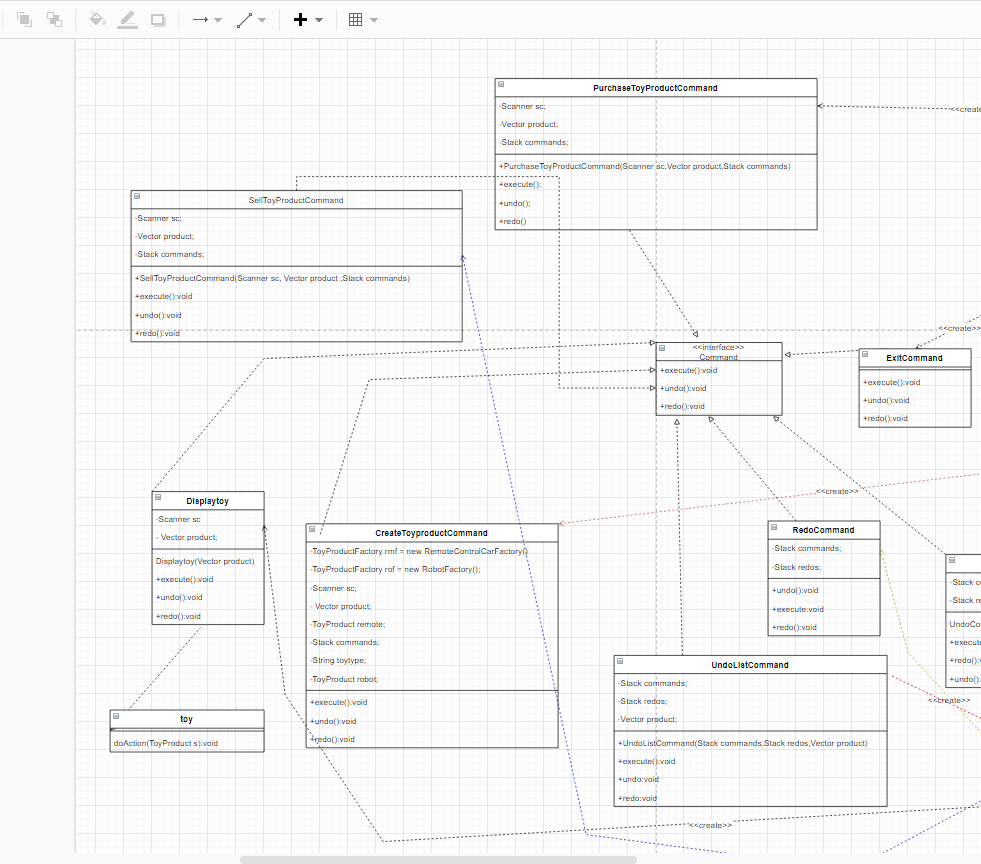 PurchaseToyProductCommand
-Scanner sc;
-Vector product;
-Stack commands;
+PurchaseToyProductCommand(Scanner sc,Vector product,Stack commands)
+execute();
+undo();
+redo()
<<create
SellToyProductCommand
-Scanner sc;
-Vector product;
-Stack commands;
+SellToyProductCommand(Scanner sc, Vector product ,Stack commands)
+execute():void
+undo():void
+redo():void
<<interface>>
Command
+execute():void
+undo():void
+redo():void
<<create>>
ExitCommand
+execute():void
+undo():void
+redo():void
Displaytoy
-Scanner sc
- Vector product;
Displaytoy(Vector product)
+execute():void
+undo():void
+redo():void
CreateToyproductCommand
-ToyProductFactory rmf = new RemoteControlCarFactory()
-ToyProductFactory rof = new RobotFactory();
-Scanner sc;
- Vector product;
-ToyProduct remote;
-Stack commands;
-String toytype;
-ToyProduct robot;
+execute():void
+undo():void
+redo():void
<<create>>
RedoCommand
-Stack commands;
-Stack redos;
+undo():void
+execute:void
+redo():void
-Stack c
-Stack re
UndoCo
+execut
+redo():
+undo():
<<create>>
UndoListCommand
-Stack commands;
-Stack redos;
-Vector product;
+UndoListCommand(Stack commands,Stack redos,Vector product)
+execute():void
+undo:void
+redo:void
toy
doAction(ToyProduct s):void
<<create>>